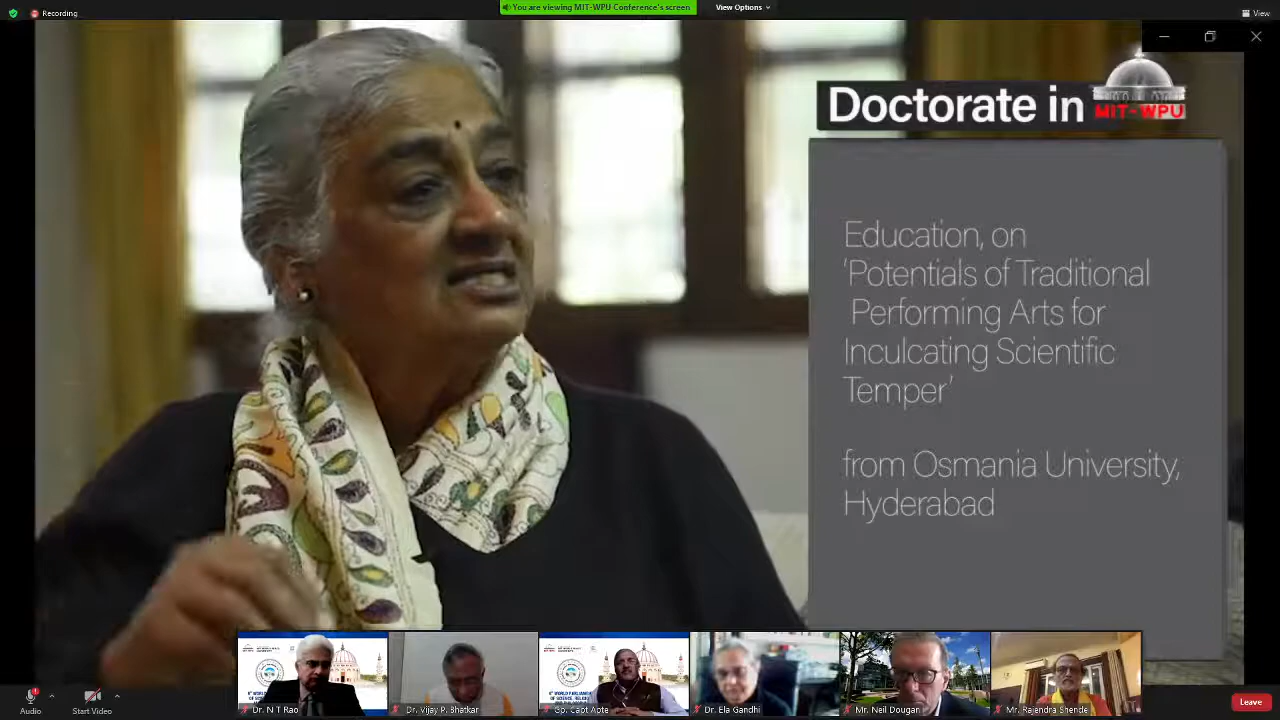 Recording
You are viewing MIT-WPU Conference's screen
View Options
View
Doctorate in
MIT-WPU
Education, on
'Potentials of Traditional
Performing Arts for
Inculcating Scientific
Temper'
from Osmania University,
Hyderabad
Dr. N T Rao
Dr. Vijay P. Bhatkar
Gp. Capt Apte
Dr. Ela Gandhi
Mr. Neil Dougan
Mr. Rajendra Shende
Audio
Start Video
Leave